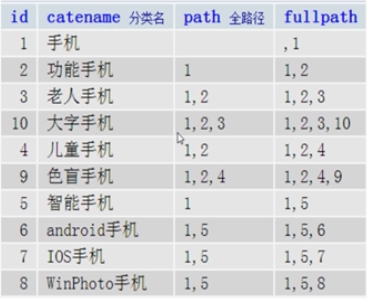 id catename 分类名 path 全路径 fullpath
1 手机 ,1
2 功能手机 1 1,2
3 老人手机 1,2 1,2,3
10 大字手机 1,2,3 1,2,3,10
4 儿童手机 1,2 1,2,4
9 色盲手机 1,2,4 1,2,4,9
5 智能手机 1 1,5
6 android手机 1,5 1,5,6
7 IOS手机 1,5 1,5,7
8 WinPhoto手机 1,5 1,5,8